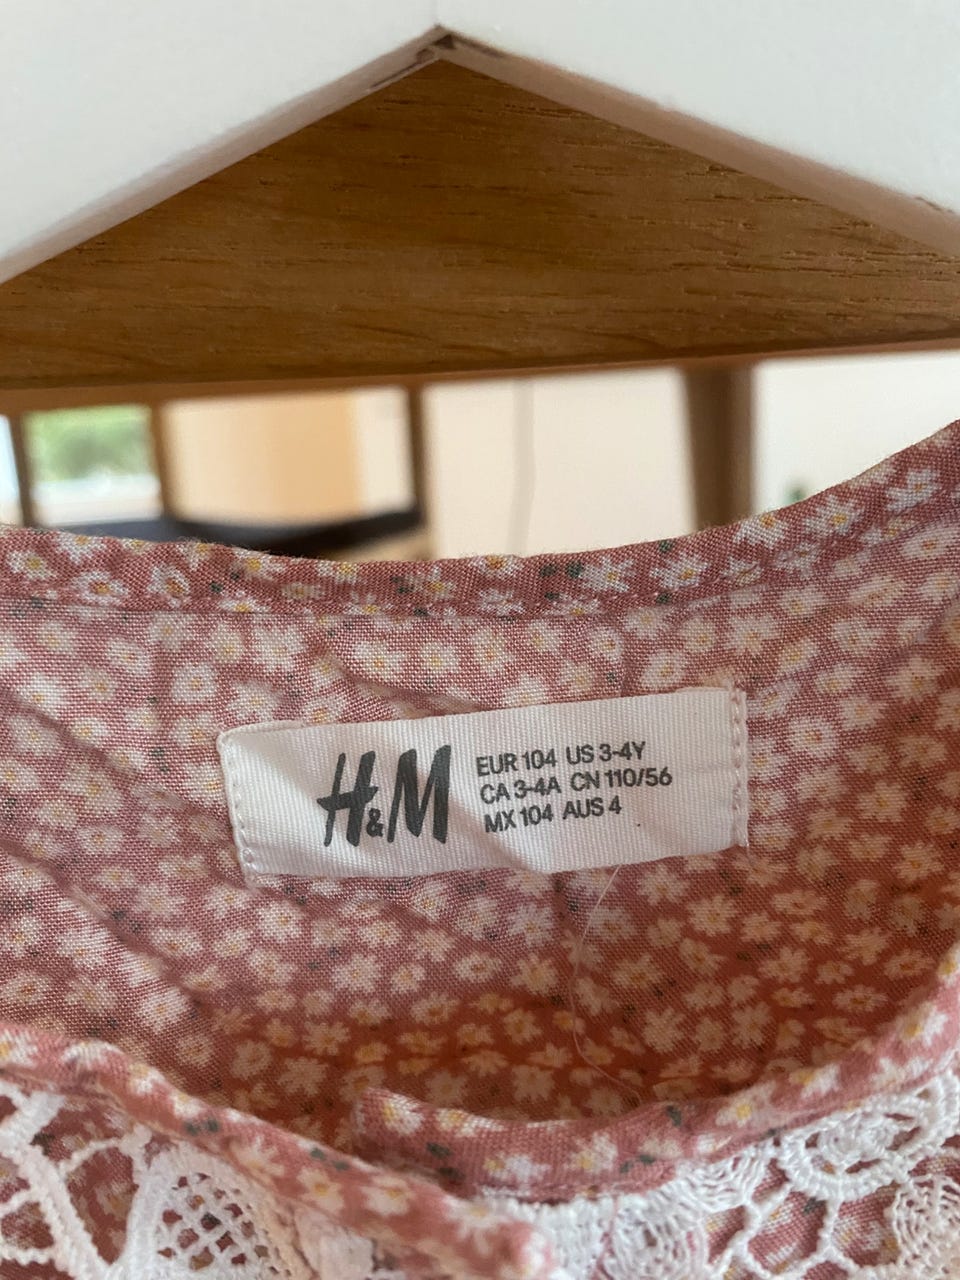 H&M
EUR 104 US 3-4Y
CA 3-4A CN 110/56
MX 104 AUS 4